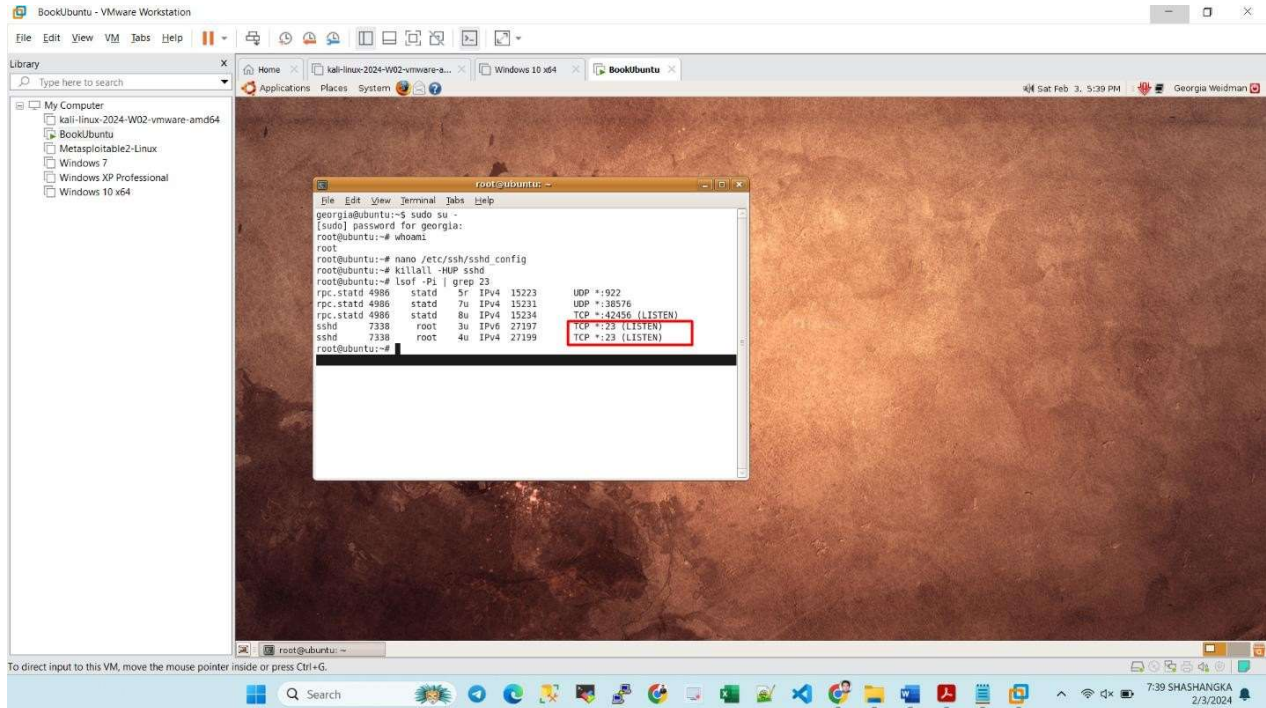 BookUbuntu - VMware Workstation
File Edit View VM Tabs Help
Library X
Type here to search
My Computer
kali-linux-2024-W02-vmware-amd64
BookUbuntu
Metasploitable2-Linux
Windows 7
Windows XP Professional
Windows 10 x64
Home kali-linux-2024-W02-vmware-a... Windows 10 x64 BookUbuntu
Applications Places System Sat Feb 3, 5:39 PM Georgia Weidman
root@ubuntu: ~
File Edit View Terminal Tabs Help
georgia@ubuntu:~$ sudo su -
[sudo] password for georgia:
root@ubuntu:~# whoami
root
root@ubuntu:~# nano /etc/ssh/sshd_config
root@ubuntu:~# killall -HUP sshd
root@ubuntu:~# lsof -Pi | grep 23
rpc.statd 4986 statd 5r IPv4 15223 UDP *:922
rpc.statd 4986 statd 7u IPv4 15231 UDP *:38576
rpc.statd 4986 statd 8u IPv4 15234 TCP *:42456 (LISTEN)
sshd 7338 root 3u IPv6 27197 TCP *:23 (LISTEN)
sshd 7338 root 4u IPv4 27199 TCP *:23 (LISTEN)
root@ubuntu:~#
root@ubuntu: ~
To direct input to this VM, move the mouse pointer inside or press Ctrl+G.
Search
7:39 SHASHANGKA
2/3/2024